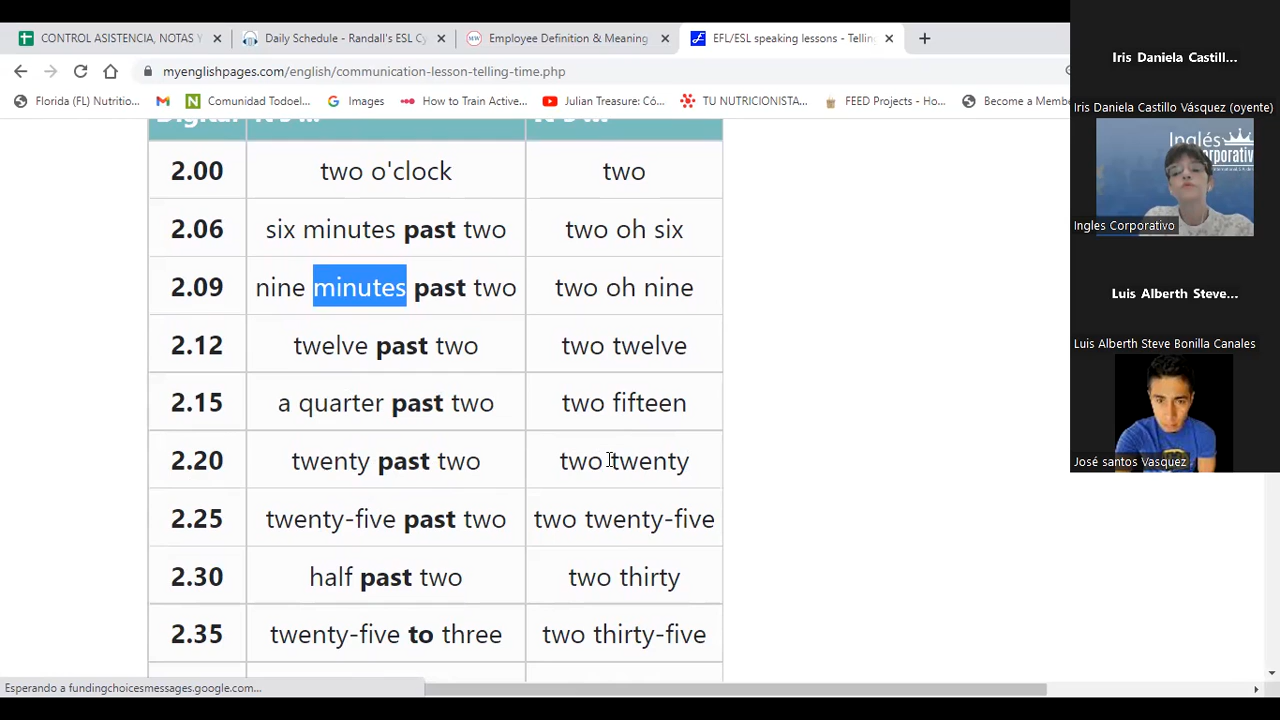 CONTROL ASISTENCIA, NOTAS Y
Daily Schedule - Randall's ESL Cy
Employee Definition & Meaning
EFL/ESL speaking lessons - Tellin
myenglishpages.com/english/communication-lesson-telling-time.php
Florida (FL) Nutritio...
Comunidad Todoel...
Images
How to Train Active...
Julian Treasure: Có...
TU NUTRICIONISTA...
FEED Projects - Ho...
Become a Membe
Digital It's... It's...
2.00 two o'clock two
2.06 six minutes past two two oh six
2.09 nine minutes past two two oh nine
2.12 twelve past two two twelve
2.15 a quarter past two two fifteen
2.20 twenty past two two twenty
2.25 twenty-five past two two twenty-five
2.30 half past two two thirty
2.35 twenty-five to three two thirty-five
Esperando a fundingchoicesmessages.google.com...
Iris Daniela Castill...
Iris Daniela Castillo Vásquez (oyente)
Inglés
Corporativo
Ingles Corporativo
Luis Alberth Steve...
Luis Alberth Steve Bonilla Canales
José santos Vasquez